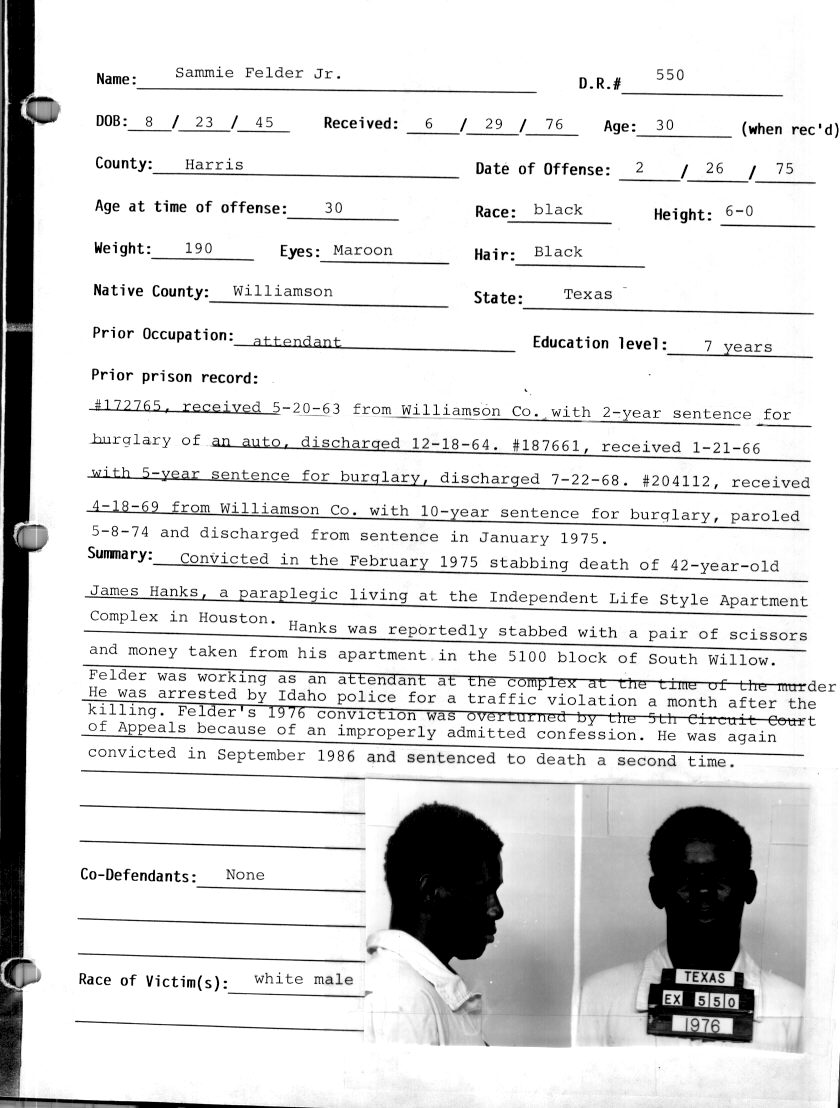 Name: Sammie Felder Jr. D.R.# 550
DOB: 8 / 23 / 45 Received: 6 / 29 / 76 Age: 30 (when rec'd)
County: Harris Date of Offense: 2 / 26 / 75
Age at time of offense: 30 Race: black Height: 6-0
Weight: 190 Eyes: Maroon Hair: Black
Native County: Williamson State: Texas
Prior Occupation: attendant Education level: 7 years
Prior prison record:
#172765, received 5-20-63 from Williamson Co. with 2-year sentence for
burglary of an auto, discharged 12-18-64. #187661, received 1-21-66
with 5-year sentence for burglary, discharged 7-22-68. #204112, received
4-18-69 from Williamson Co. with 10-year sentence for burglary, paroled
5-8-74 and discharged from sentence in January 1975.
Summary: Convicted in the February 1975 stabbing death of 42-year-old
James Hanks, a paraplegic living at the Independent Life Style Apartment
Complex in Houston. Hanks was reportedly stabbed with a pair of scissors
and money taken from his apartment in the 5100 block of South Willow.
Felder was working as an attendant at the complex at the time of the murder
He was arrested by Idaho police for a traffic violation a month after the
killing. Felder's 1976 conviction was overturned by the 5th Circuit Court
of Appeals because of an improperly admitted confession. He was again
convicted in September 1986 and sentenced to death a second time.
Co-Defendants: None
Race of Victim(s): white male
TEXAS
EX 550
1976